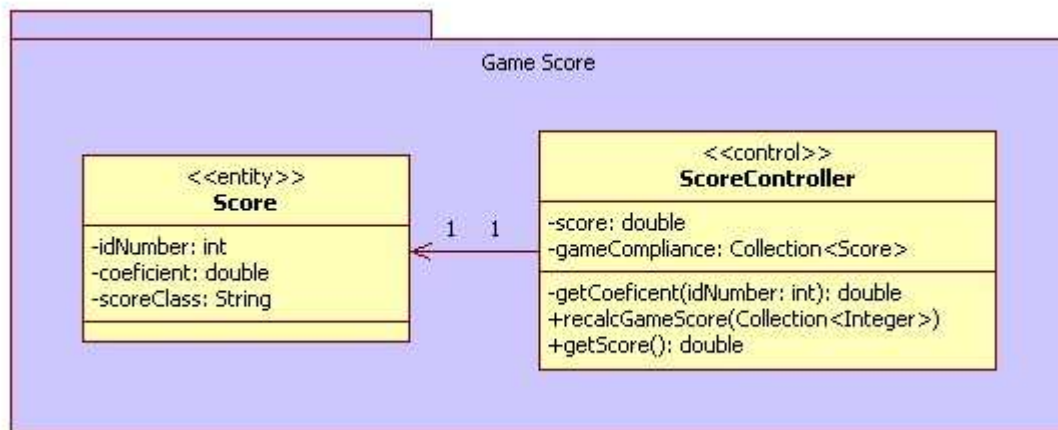 Game Score
<<entity>>
Score
-idNumber: int
-coeficient: double
-scoreClass: String
1 1
<<control>>
ScoreController
-score: double
-gameCompliance: Collection<Score>
-getCoeficent(idNumber: int): double
+recalcGameScore(Collection<Integer>)
+getScore(): double